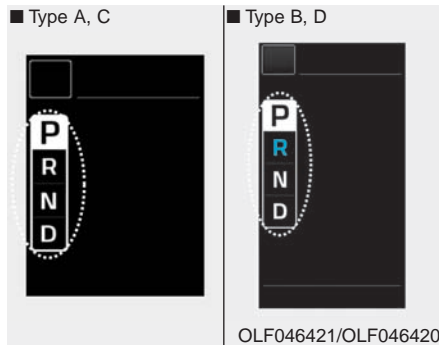 ■ Type A, C
P
R
N
D
■ Type B, D
P
R
N
D
OLF046421/OLF046420